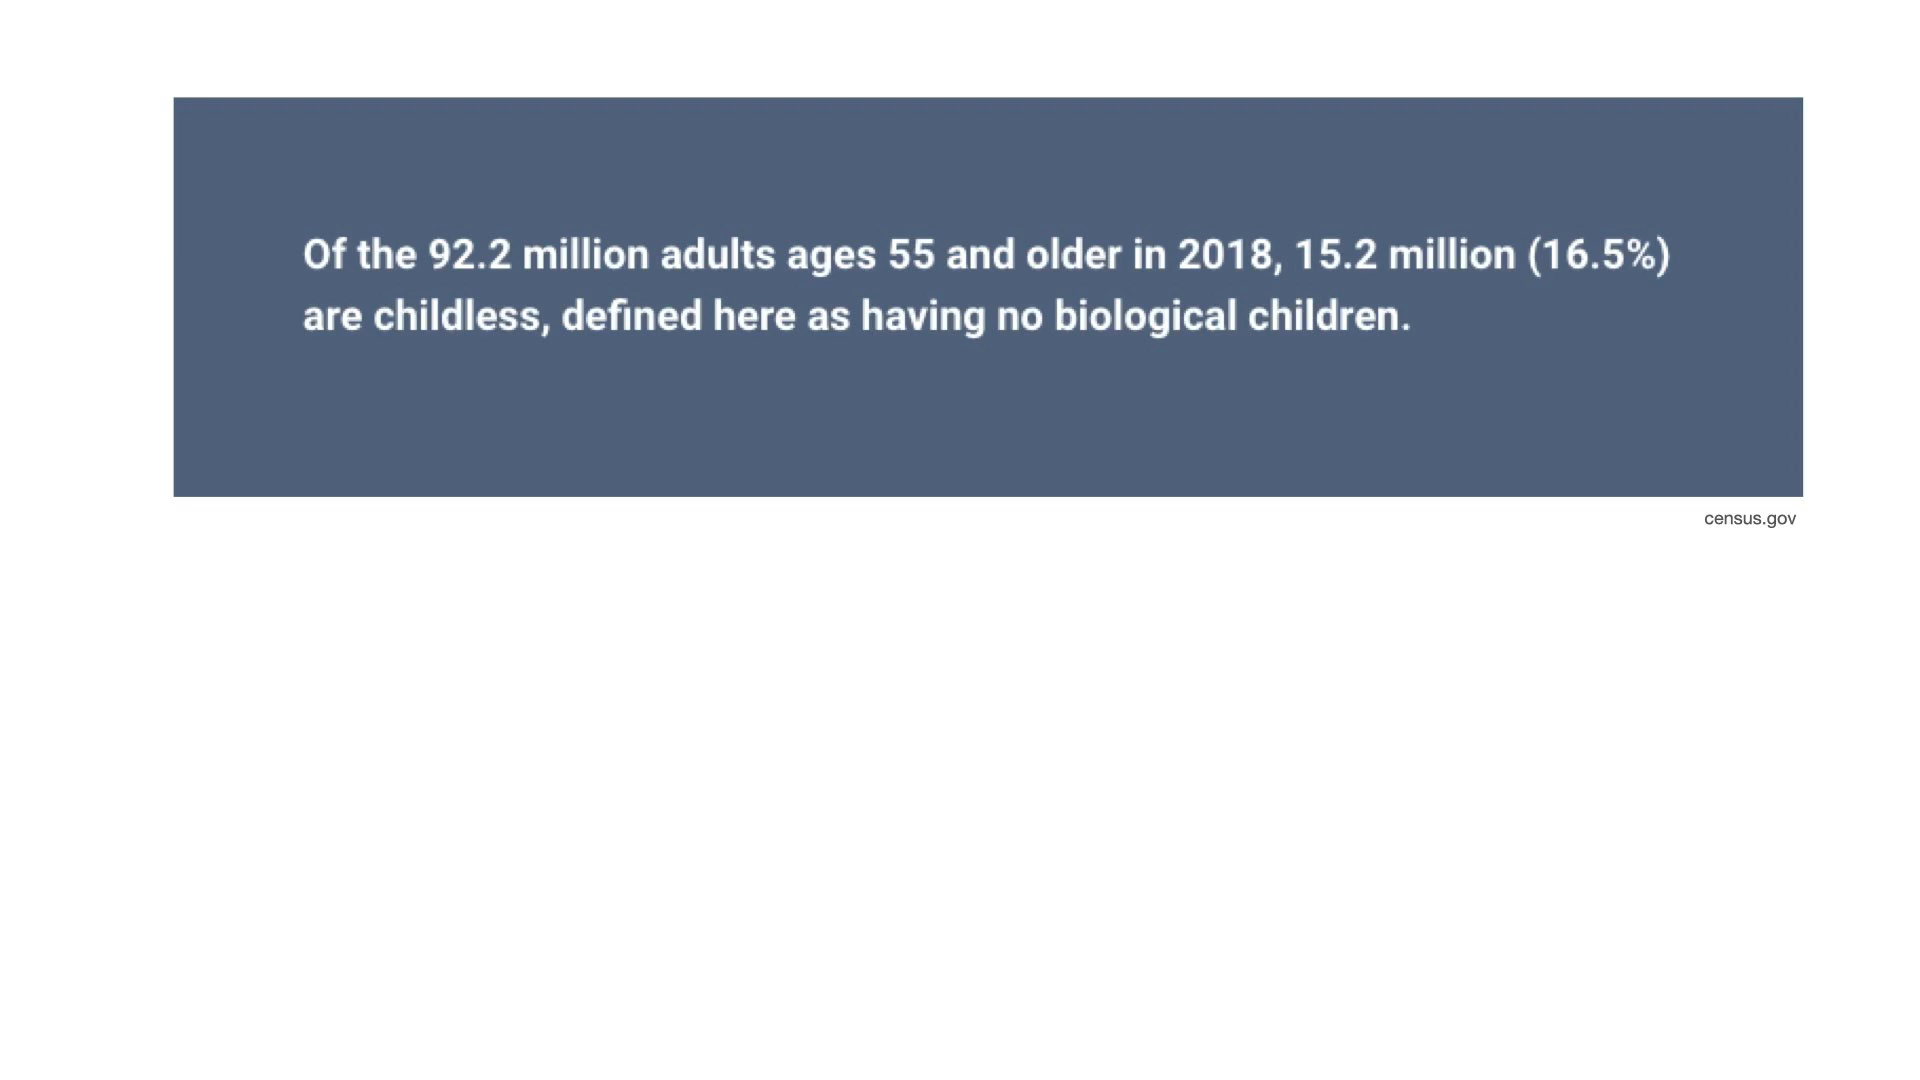 Of the 92.2 million adults ages 55 and older in 2018, 15.2 million (16.5%)
are childless, defined here as having no biological children.
census.gov